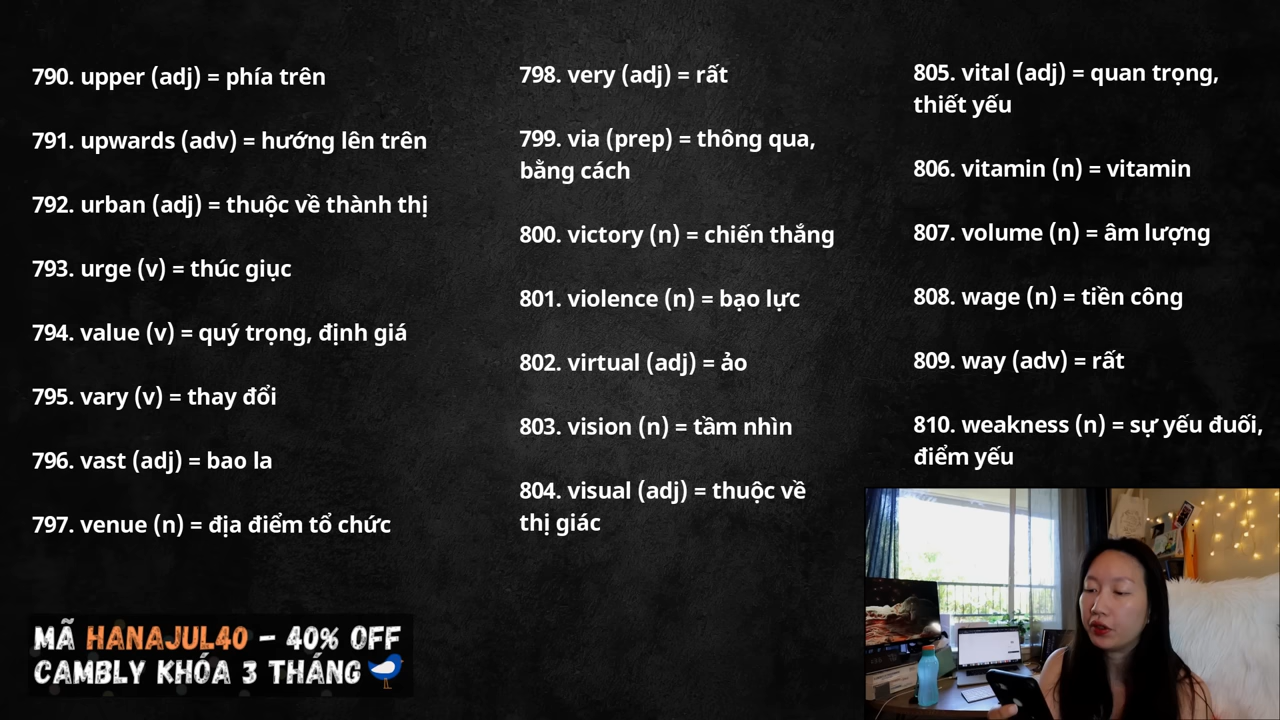 790. upper (adj) = phía trên
791. upwards (adv) = hướng lên trên
792. urban (adj) = thuộc về thành thị
793. urge (v) = thúc giục
794. value (v) = quý trọng, định giá
795. vary (v) = thay đổi
796. vast (adj) = bao la
797. venue (n) = địa điểm tổ chức
798. very (adj) = rất
799. via (prep) = thông qua,
bằng cách
800. victory (n) = chiến thắng
801. violence (n) = bạo lực
802. virtual (adj) = ảo
803. vision (n) = tầm nhìn
804. visual (adj) = thuộc về
thị giác
805. vital (adj) = quan trọng,
thiết yếu
806. vitamin (n) = vitamin
807. volume (n) = âm lượng
808. wage (n) = tiền công
809. way (adv) = rất
810. weakness (n) = sự yếu đuối,
điểm yếu
MÃ HANAJUL40 – 40% OFF
CAMBLY KHÓA 3 THÁNG